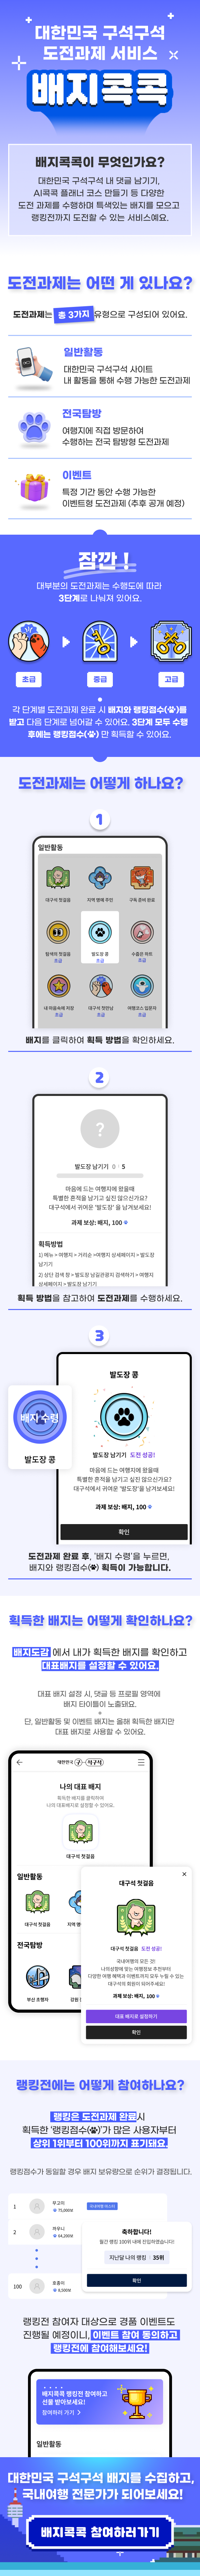 대한민국 구석구석
도전과제 서비스
배지콕콕
배지콕콕이 무엇인가요?
대한민국 구석구석 내 댓글 남기기,
AI콕콕 플래너 코스 만들기 등 다양한
도전 과제를 수행하며 특색있는 배지를 모으고
랭킹전까지 도전할 수 있는 서비스예요.
도전과제는 어떤 게 있나요?
도전과제는 총 3가지 유형으로 구성되어 있어요.
일반활동
대한민국 구석구석 사이트
내 활동을 통해 수행 가능한 도전과제
전국탐방
여행지에 직접 방문하여
수행하는 전국 탐방형 도전과제
이벤트
특정 기간 동안 수행 가능한
이벤트형 도전과제 (추후 공개 예정)
잠깐 !
대부분의 도전과제는 수행도에 따라
3단계로 나눠져 있어요.
초급
중급
고급
각 단계별 도전과제 완료 시 배지와 랭킹점수( )를
받고 다음 단계로 넘어갈 수 있어요. 3단계 모두 수행
후에는 랭킹점수( )만 획득할 수 있어요.
도전과제는 어떻게 하나요?
1
일반활동
대구석 첫걸음
지역 명예 주민
구독 준비 완료
탐색의 첫걸음
초급
발도장 콩
초급
수줍은 하트
초급
내 마음속에 저장
초급
대구석 첫만남
초급
여행코스 입문자
초급
배지를 클릭하여 획득 방법을 확인하세요.
2
?
발도장 남기기 0 | 5
마음에 드는 여행지에 왔을때
특별한 흔적을 남기고 싶진 않으신가요?
대구석에서 귀여운 '발도장' 을 남겨보세요!
과제 보상: 배지, 100
획득방법
1) 메뉴 > 여행지 > 가리순 >여행지 상세페이지 > 발도장
남기기
2) 상단 검색 창 > 발도장 남길관광지 검색하기 > 여행지
상세페이지 > 발도장 남기기
획득 방법을 참고하여 도전과제를 수행하세요.
3
배지 수령
발도장 콩
발도장 콩
발도장 남기기 도전 성공!
마음에 드는 여행지에 왔을때
특별한 흔적을 남기고 싶진 않으신가요?
대구석에서 귀여운 '발도장'을 남겨보세요!
과제 보상: 배지, 100
확인
도전과제 완료 후, '배지 수령'을 누르면,
배지와 랭킹점수( ) 획득이 가능합니다.
획득한 배지는 어떻게 확인하나요?
배지도감 에서 내가 획득한 배지를 확인하고
대표배지를 설정할 수 있어요.
대표 배지 설정 시, 댓글 등 프로필 영역에
배지 타이틀이 노출돼요.
단, 일반활동 및 이벤트 배지는 올해 획득한 배지만
대표 배지로 사용할 수 있어요.
대한민국 구석구석
나의 대표 배지
획득한 배지를 클릭하여
나의 대표배지로 설정할 수 있어요.
대구석 첫걸음
일반활동
대구석 첫걸음
지역 명
전국탐방
부산 초행자
강원
대구석 첫걸음
대구석 첫걸음 도전 성공!
국내여행의 모든 것!
나의성향에 맞는 여행정보 추천부터
다양한 여행 혜택과 이벤트까지 모두 누릴 수 있는
대구석의 회원이 되어보세요.
과제 보상: 배지, 100
대표 배지로 설정하기
확인
랭킹전에는 어떻게 참여하나요?
랭킹은 도전과제 완료시
획득한 '랭킹점수( )'가 많은 사용자부터
상위 1위부터 100위까지 표기돼요.
랭킹점수가 동일할 경우 배지 보유량으로 순위가 결정됩니다.
1
무고미
75,000M
국내여행 마니아
2
하우니
64,250M
100
호종이
8,500M
축하합니다!
월간 랭킹 100위 내에 진입하였습니다!
지난달 나의 랭킹 | 35위
확인
랭킹전 참여자 대상으로 경품 이벤트도
진행될 예정이니, 이벤트 참여 동의하고
랭킹전에 참여해보세요!
배지콕콕 랭킹전 참여하고
선물 받아보세요!
참여하러 가기 >
일반활동
대한민국 구석구석 배지를 수집하고,
국내여행 전문가가 되어보세요!
배지콕콕 참여하러가기